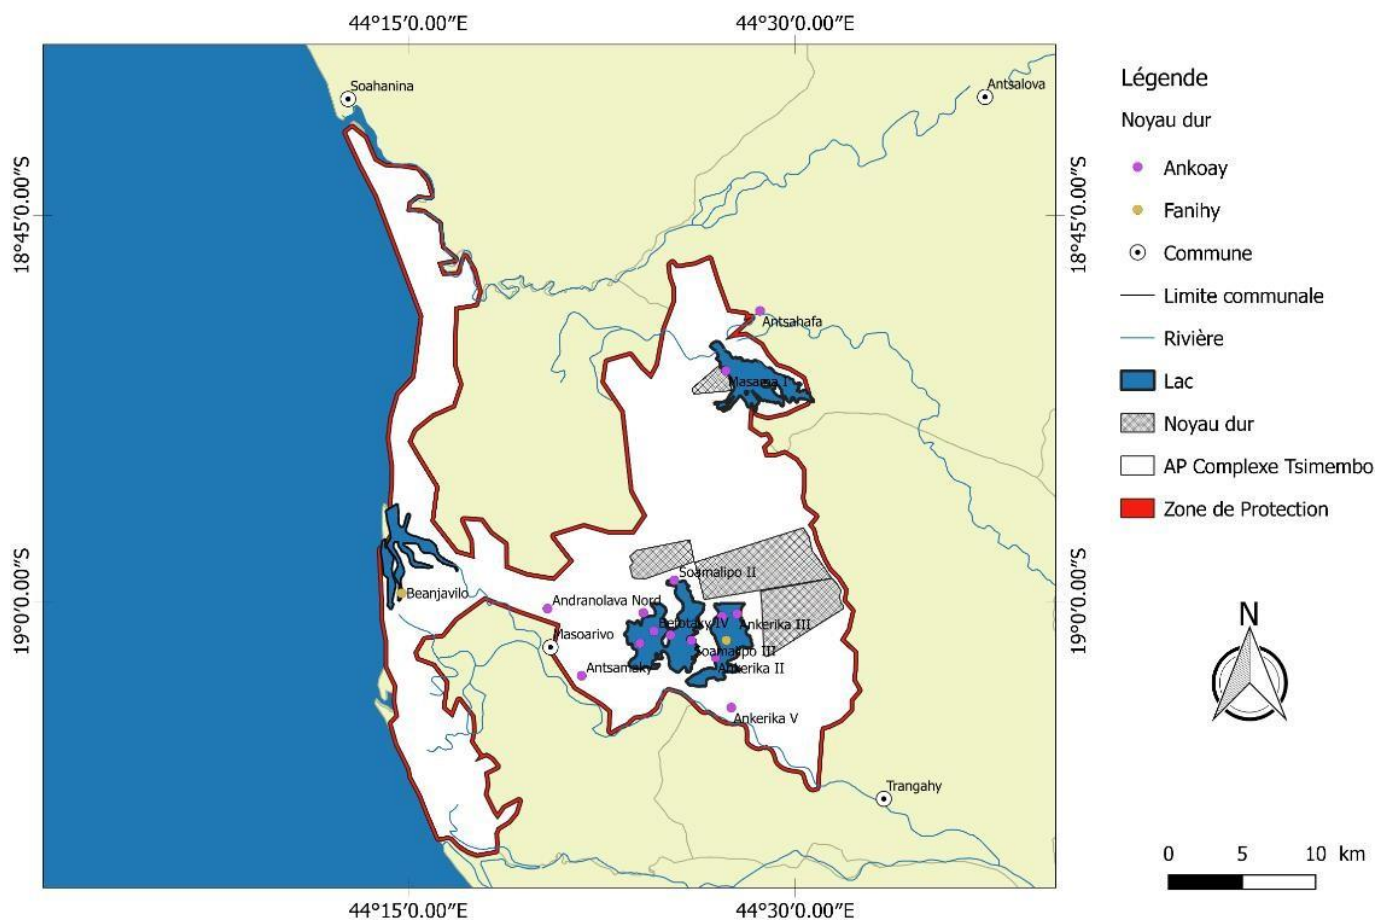 44°15′0.00″E
44°30′0.00″E
Soahanina
Antsalova
18°45′0.00″S
18°45′0.00″S
Antsahafa
Masama I
Soamalipo II
Beanjavilo
Andranolava Nord
Befotaky IV
Ankerika III
19°0′0.00″S
19°0′0.00″S
Masoarivo
Soamalipo III
Antsamaky
Ankerika II
Ankerika V
Trangahy
44°15′0.00″E
44°30′0.00″E
Légende
Noyau dur
Ankoay
Fanihy
Commune
Limite communale
Rivière
Lac
Noyau dur
AP Complexe Tsimembo
Zone de Protection
N
0 5 10 km